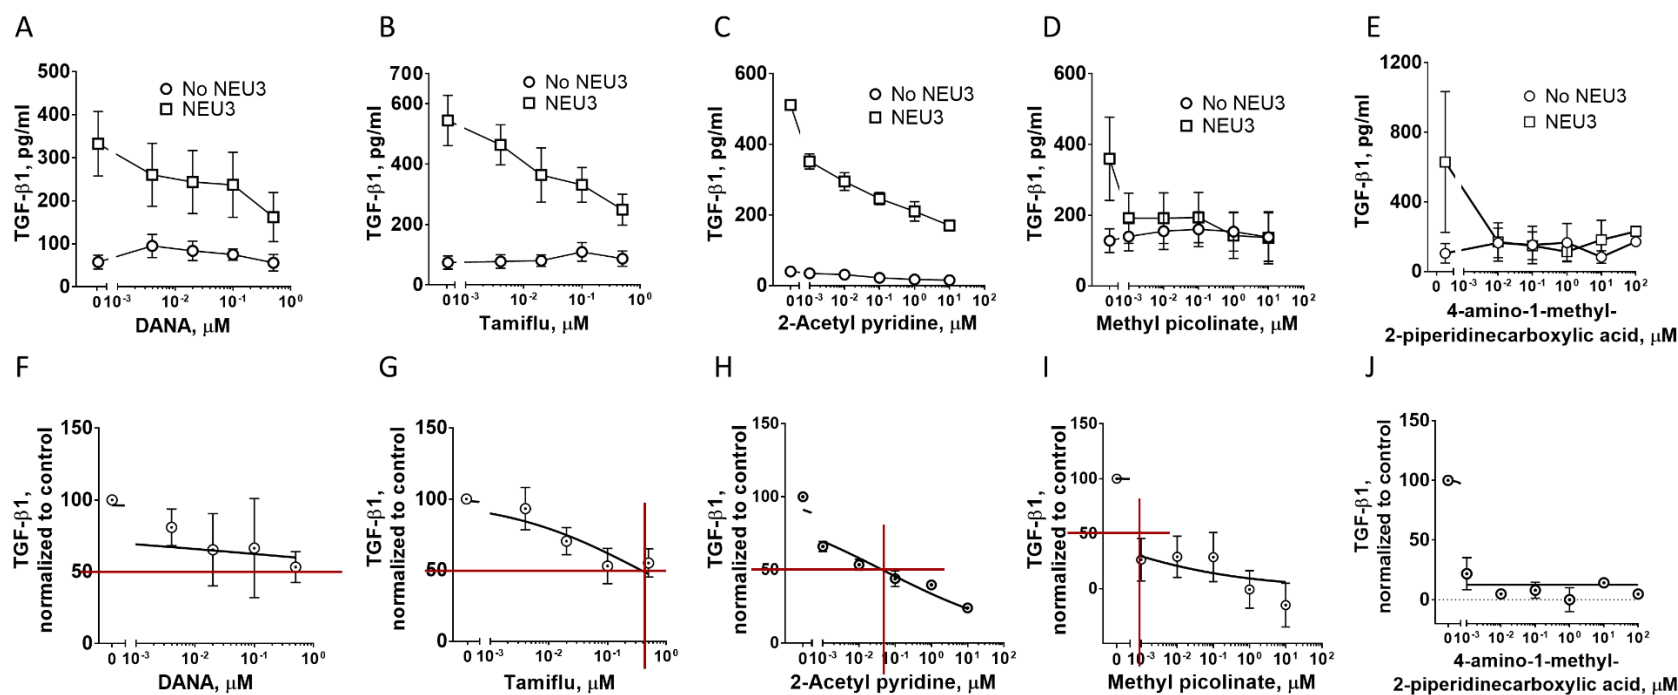 A
TGF-β1, pg/ml
500
400
300
200
100
0
No NEU3
NEU3
0 10⁻³ 10⁻² 10⁻¹ 10⁰
DANA, μM
B
TGF-β1, pg/ml
700
600
400
200
0
No NEU3
NEU3
0 10⁻³ 10⁻² 10⁻¹ 10⁰
Tamiflu, μM
C
TGF-β1, pg/ml
600
400
200
0
No NEU3
NEU3
0 10⁻³ 10⁻² 10⁻¹ 10⁰ 10¹ 10²
2-Acetyl pyridine, μM
D
TGF-β1, pg/ml
600
400
200
0
No NEU3
NEU3
0 10⁻³ 10⁻² 10⁻¹ 10⁰ 10¹ 10²
Methyl picolinate, μM
E
TGF-β1, pg/ml
1200
800
400
0
No NEU3
NEU3
0 10⁻³ 10⁻² 10⁻¹ 10⁰ 10¹ 10²
4-amino-1-methyl-
2-piperidinecarboxylic acid, μM
F
TGF-β1,
normalized to control
150
100
50
0
0 10⁻³ 10⁻² 10⁻¹ 10⁰
DANA, μM
G
TGF-β1,
normalized to control
150
100
50
0
0 10⁻³ 10⁻² 10⁻¹ 10⁰
Tamiflu, μM
H
TGF-β1,
normalized to control
150
100
50
0
0 10⁻³ 10⁻² 10⁻¹ 10⁰ 10¹ 10²
2-Acetyl pyridine, μM
I
TGF-β1,
normalized to control
150
100
50
0
0 10⁻³ 10⁻² 10⁻¹ 10⁰ 10¹ 10²
Methyl picolinate, μM
J
TGF-β1,
normalized to control
150
100
50
0
0 10⁻³ 10⁻² 10⁻¹ 10⁰ 10¹ 10²
4-amino-1-methyl-
2-piperidinecarboxylic acid, μM